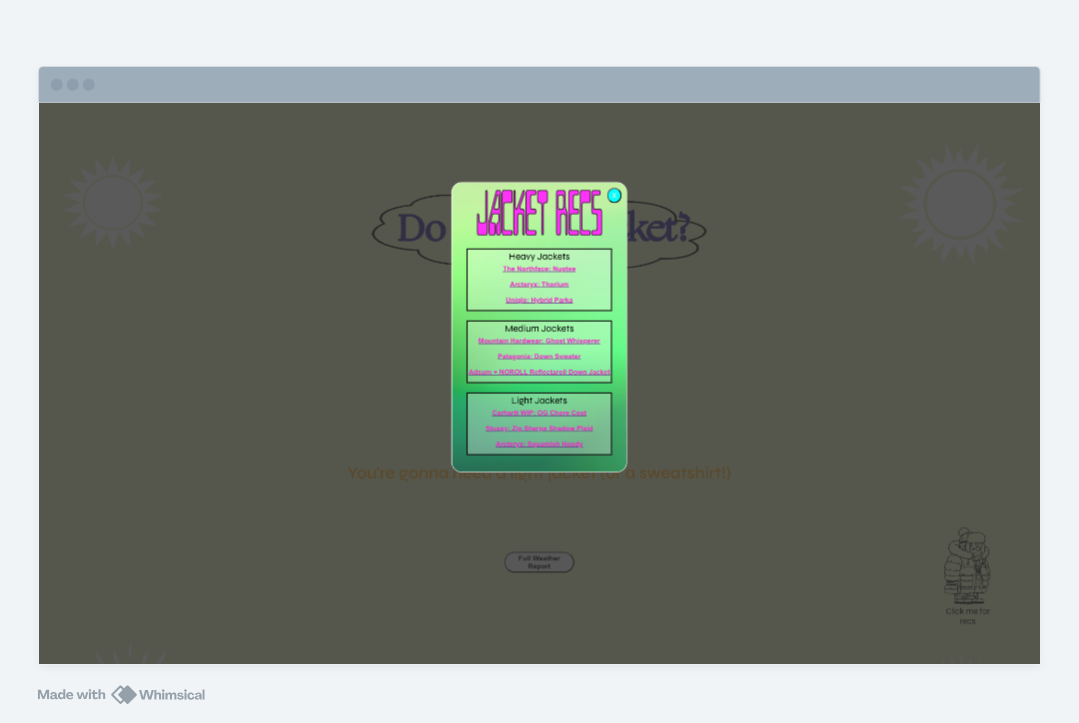 Do
ket?
JACKET RECS
Heavy Jackets
The Northface: Nuptse
Arcteryx: Thorium
Uniqlo: Hybrid Parka
Medium Jackets
Mountain Hardwear: Ghost Whisperer
Patagonia: Down Sweater
Adsum + NOROLL Reflectaroll Down Jacket
Light Jackets
Carhartt WIP: OG Chore Coat
Stussy: Zip Sherpa Shadow Plaid
Arcteryx: Squamish Hoody
You're gonna need a light jacket (or a sweatshirt!)
Full Weather
Report
Click me for
recs
Made with Whimsical